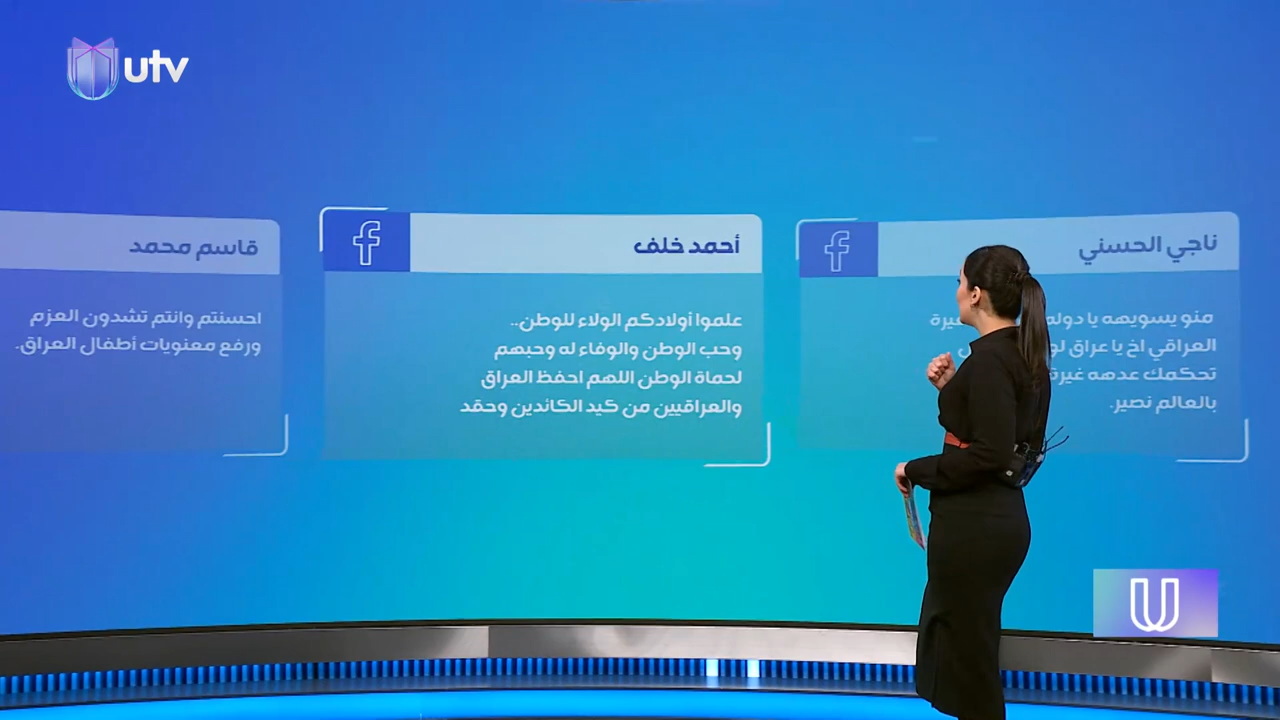 utv
ناجي الحسني
منو يسويهه يا دولة
العراقي اخ يا عراق
تحكمك عدهه غيرة
بالعالم نصير.
أحمد خلف
علموا أولادكم الولاء للوطن..
وحب الوطن والوفاء له وحبهم
لحماة الوطن اللهم احفظ العراق
والعراقيين من كيد الكائدين وحقد
قاسم محمد
احسنتم وانتم تشدون العزم
ورفع معنويات أطفال العراق.
U